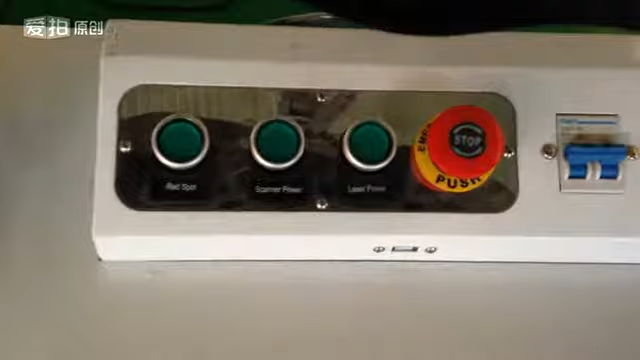 爱拍 原创
Red Spot
Scanner Power
Laser Power
STOP
PUSH